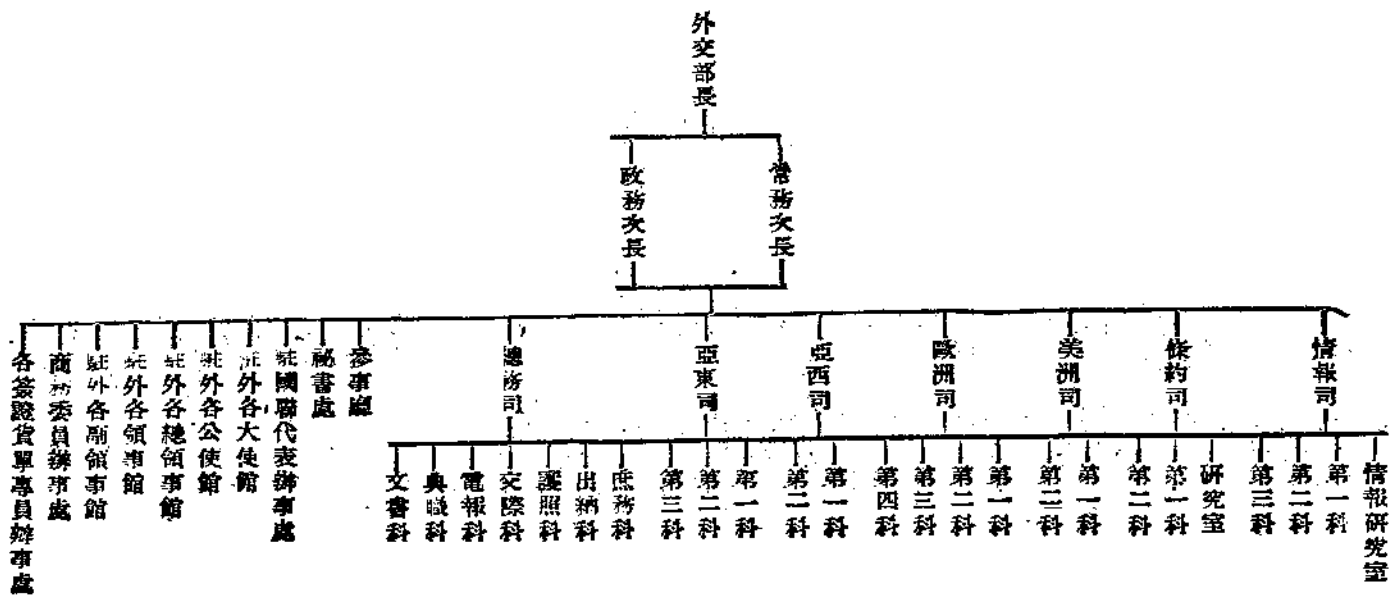 外交部長
常務次長
政務次長
情報司
條約司
美洲司
歐洲司
亞西司
亞東司
總務司
參事廳
祕書處
駐國聯代表辦事處
駐外各大使館
駐外各公使館
駐外各總領事館
駐外各領事館
駐外各副領事館
商務委員辦事處
各簽證貨單專員辦事處
情報研究室
第一科
第二科
第三科
研究室
第一科
第二科
第一科
第二科
第一科
第二科
第三科
第四科
第一科
第二科
第一科
第二科
第三科
庶務科
出納科
護照科
交際科
電報科
典職科
文書科